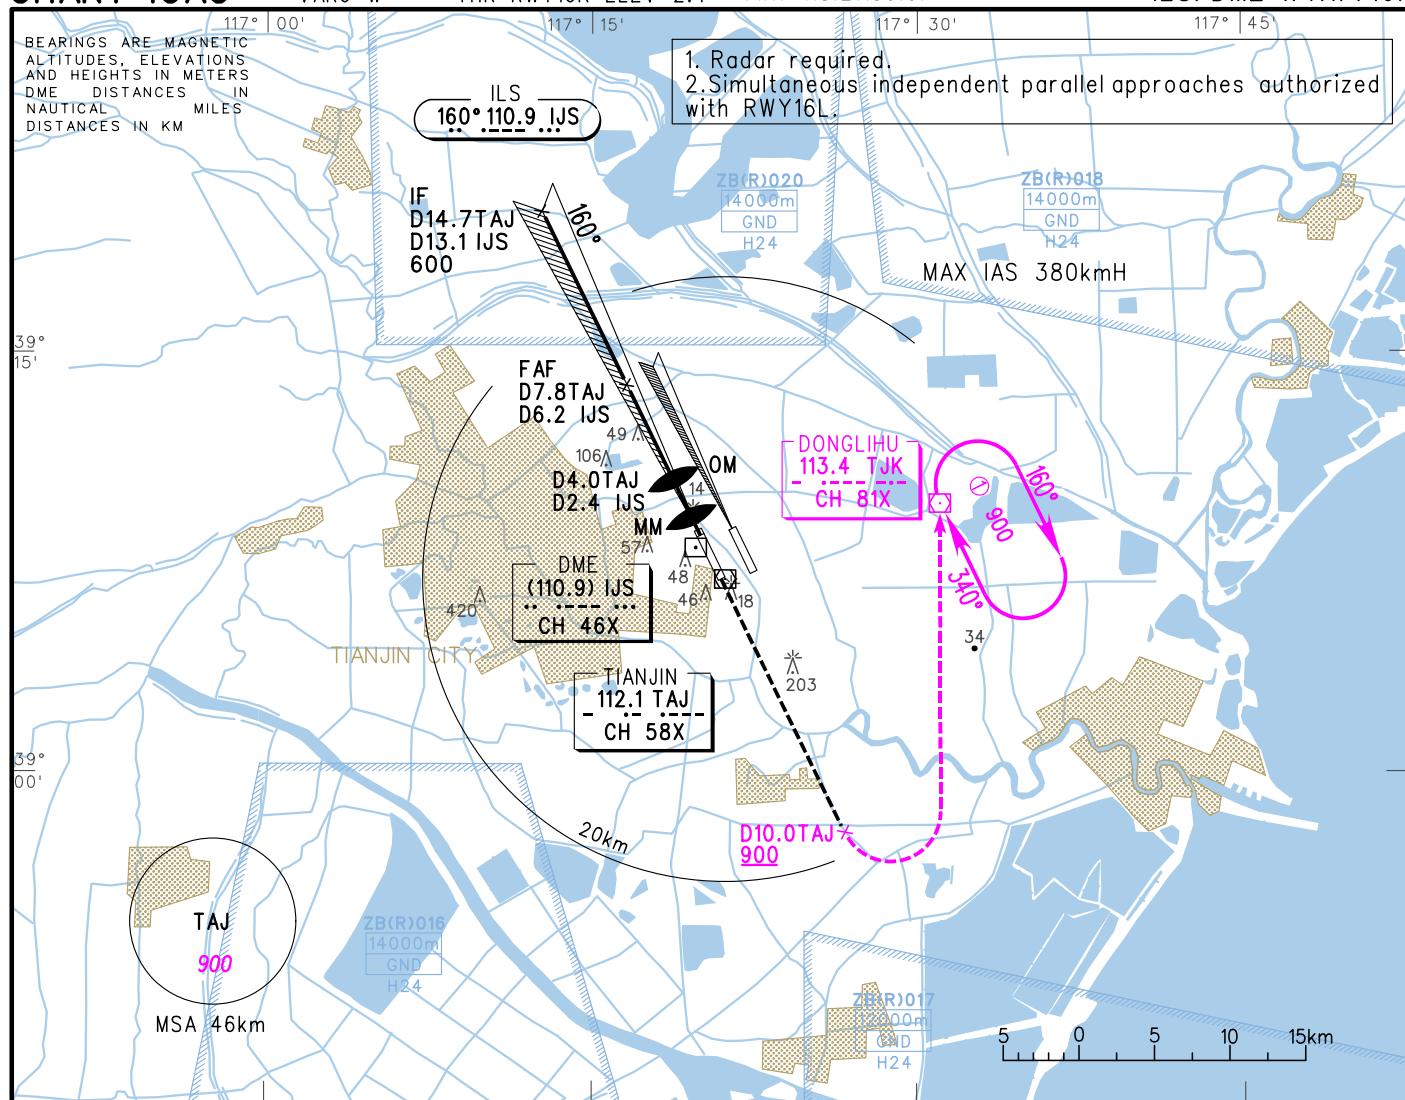 117° 00'
117° 15'
117° 30'
117° 45'
BEARINGS ARE MAGNETIC
ALTITUDES, ELEVATIONS
AND HEIGHTS IN METERS
DME DISTANCES IN
NAUTICAL MILES
DISTANCES IN KM
ILS
160° 110.9 IJS
1. Radar required.
2.Simultaneous independent parallel approaches authorized
with RWY16L.
ZB(R)020
14000m
GND
H24
ZB(R)018
14000m
GND
H24
MAX IAS 380kmH
IF
D14.7TAJ
D13.1 IJS
600
160°
39°
15'
FAF
D7.8TAJ
D6.2 IJS
49
106
D4.0TAJ
D2.4 IJS
OM
14
MM
57
48
46
18
420
DME
(110.9) IJS
CH 46X
TIANJIN CITY
TIANJIN
112.1 TAJ
CH 58X
203
DONGLIHU
113.4 TJK
CH 81X
1
160°
900
340°
34
39°
00'
D10.0TAJ
900
20km
TAJ
900
MSA 46km
ZB(R)016
14000m
GND
H24
ZB(R)017
GND
H24
5 0 5 10 15km